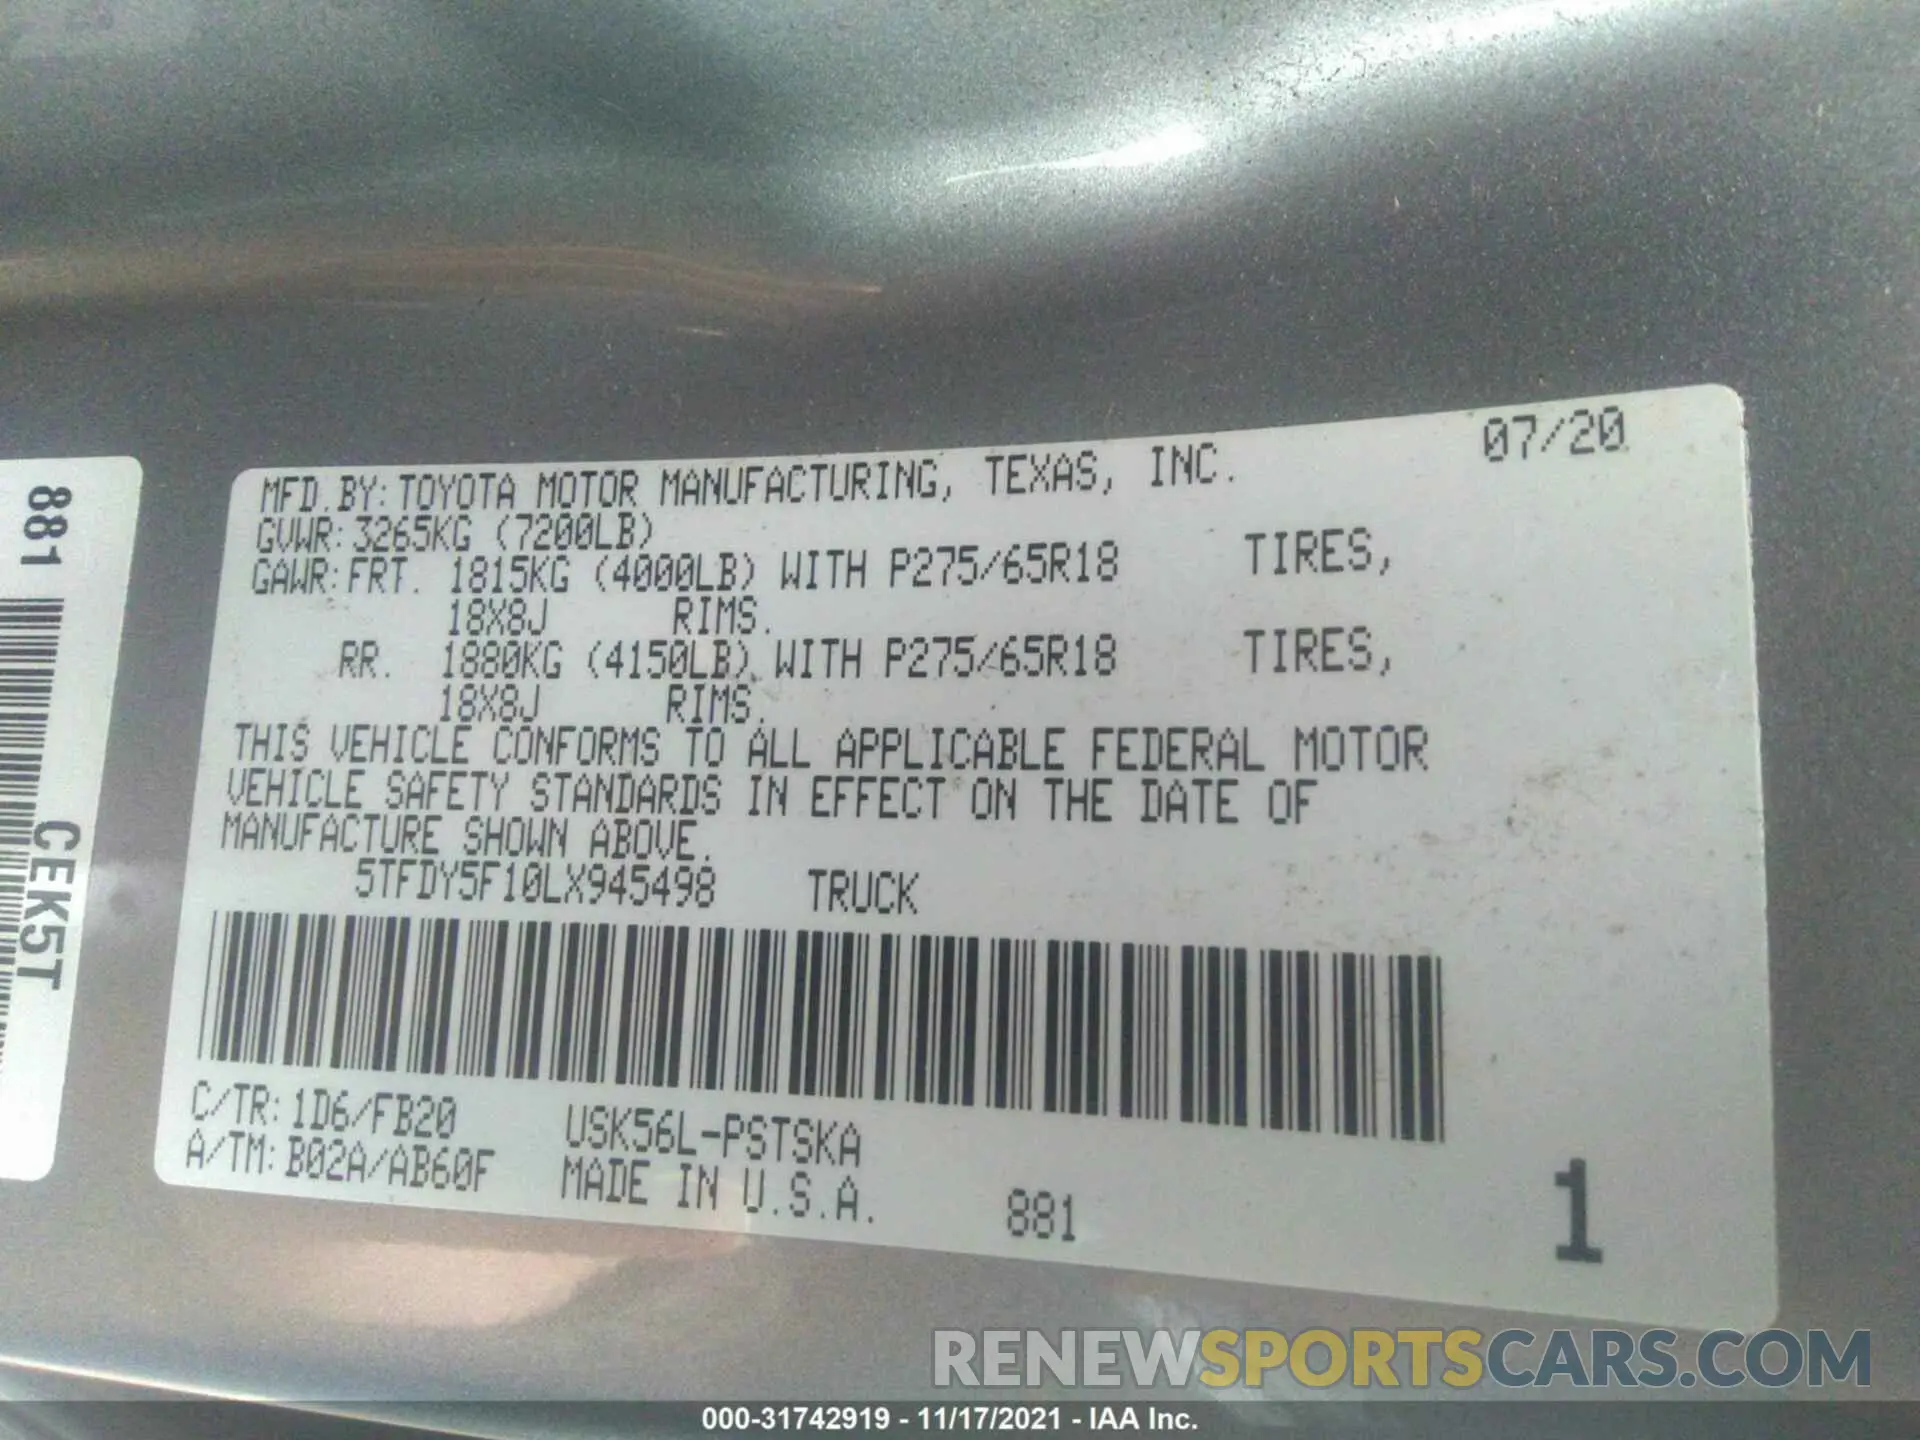 07/20
MFD.BY:TOYOTA MOTOR MANUFACTURING, TEXAS, INC.
GVWR:3265KG (7200LB)
GAWR:FRT. 1815KG (4000LB) WITH P275/65R18 TIRES,
18X8J RIMS.
RR. 1880KG (4150LB) WITH P275/65R18 TIRES,
18X8J RIMS.
THIS VEHICLE CONFORMS TO ALL APPLICABLE FEDERAL MOTOR
VEHICLE SAFETY STANDARDS IN EFFECT ON THE DATE OF
MANUFACTURE SHOWN ABOVE.
5TFDY5F10LX945498 TRUCK
C/TR: 1D6/FB20 USK56L-PSTSKA
A/TM: B02A/AB60F MADE IN U.S.A. 881 1
881
CEK5T
RENEWSPORTSCARS.COM
000-31742919 - 11/17/2021 - IAA Inc.